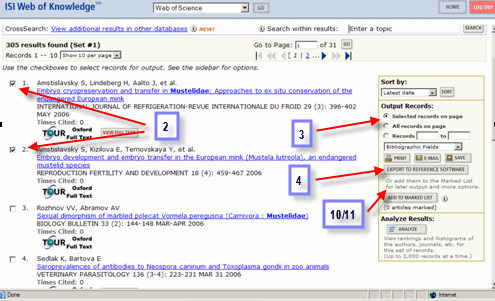 ISI Web of Knowledge℠
Web of Science GO HOME LOG OUT
CrossSearch: View additional results in other databases NEW! Search within results: Enter a topic SEARCH
305 results found (Set #1) Go to Page: 1 of 31 GO
Records 1 -- 10 Show 10 per page [ 1 | 2 ...
Use the checkboxes to select records for output. See the sidebar for options.
1. Amstislavsky S, Lindeberg H, Aalto J, et al.
Embryo cryopreservation and transfer in Mustelidae: Approaches to ex situ conservation of the
endangered European mink
INTERNATIONAL JOURNAL OF REFRIGERATION-REVUE INTERNATIONALE DU FROID 29 (3): 396-402
MAY 2006
Times Cited: 0
TOUR Oxford Full Text VIEW FULL TEXT
2. Amstislavsky S, Kizilova E, Ternovskaya Y, et al.
Embryo development and embryo transfer in the European mink (Mustela lutreola), an endangered
mustelid species
REPRODUCTION FERTILITY AND DEVELOPMENT 18 (4): 459-467 2006
Times Cited: 0
TOUR Oxford Full Text
3. Rozhnov VV, Abramov AV
Sexual dimorphism of marbled polecat Vormela peregusna (Carnivora : Mustelidae)
BIOLOGY BULLETIN 33 (2): 144-148 MAR-APR 2006
Times Cited: 0
TOUR Oxford Full Text
4. Sedlak K, Bartova E
Seroprevalences of antibodies to Neospora caninum and Toxoplasma gondii in zoo animals
VETERINARY PARASITOLOGY 136 (3-4): 223-231 MAR 31 2006
Times Cited: 0
TOUR Oxford Full Text
2
3
4
10/11
Sort by:
Latest date SORT
Output Records:
Selected records on page
All records on page
Records to
Bibliographic Fields
PRINT E-MAIL SAVE
EXPORT TO REFERENCE SOFTWARE
Or add them to the Marked List
for later output and more options.
ADD TO MARKED LIST
[0 articles marked]
Analyze Results:
ANALYZE
View rankings and histograms of
the authors, journals, etc. for
this set of records.
(Up to 2,000 records at a time.)
Done Internet